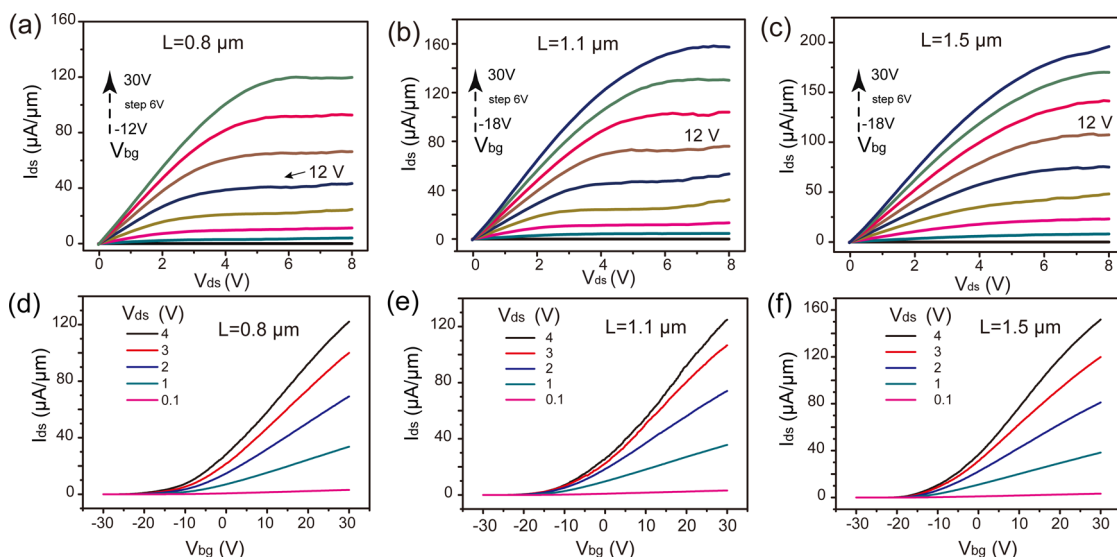 (a)
L=0.8 μm
30V
step 6V
-12V
Vbg
12 V
Ids (μA/μm)
160
120
80
40
0
0 2 4 6 8
Vds (V)
(b)
L=1.1 μm
30V
step 6V
-18V
Vbg
12 V
Ids (μA/μm)
160
120
80
40
0
0 2 4 6 8
Vds (V)
(c)
L=1.5 μm
30V
step 6V
-18V
Vbg
12 V
Ids (μA/μm)
200
150
100
50
0
0 2 4 6 8
Vds (V)
(d)
Vds (V)
4
3
2
1
0.1
L=0.8 μm
Ids (μA/μm)
120
80
40
0
-30 -20 -10 0 10 20 30
Vbg (V)
(e)
Vds (V)
4
3
2
1
0.1
L=1.1 μm
Ids (μA/μm)
120
80
40
0
-30 -20 -10 0 10 20 30
Vbg (V)
(f)
Vds (V)
4
3
2
1
0.1
L=1.5 μm
Ids (μA/μm)
160
120
80
40
0
-30 -20 -10 0 10 20 30
Vbg (V)